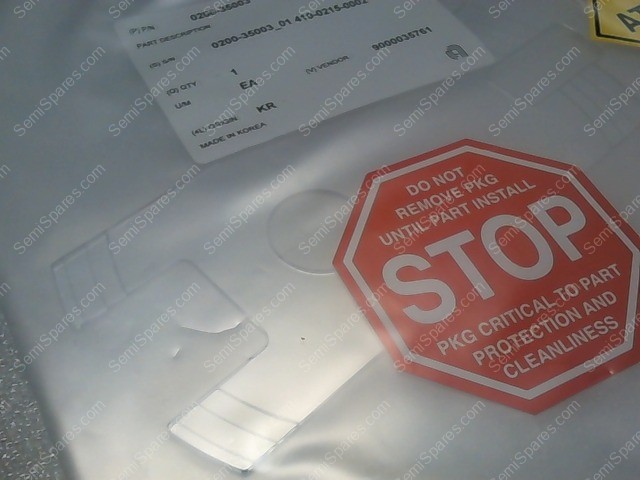 (P) P/N 0200-35003
PART DESCRIPTION
(S) S/N 0200-35003_01 410-0215-0002
(Q) QTY 1 (V) VENDOR 9000035761
U/M EA
(4L) ORIGIN KR
MADE IN KOREA
DO NOT
REMOVE PKG
UNTIL PART INSTALL
STOP
PKG CRITICAL TO PART
PROTECTION AND
CLEANLINESS
SemiSpares.com